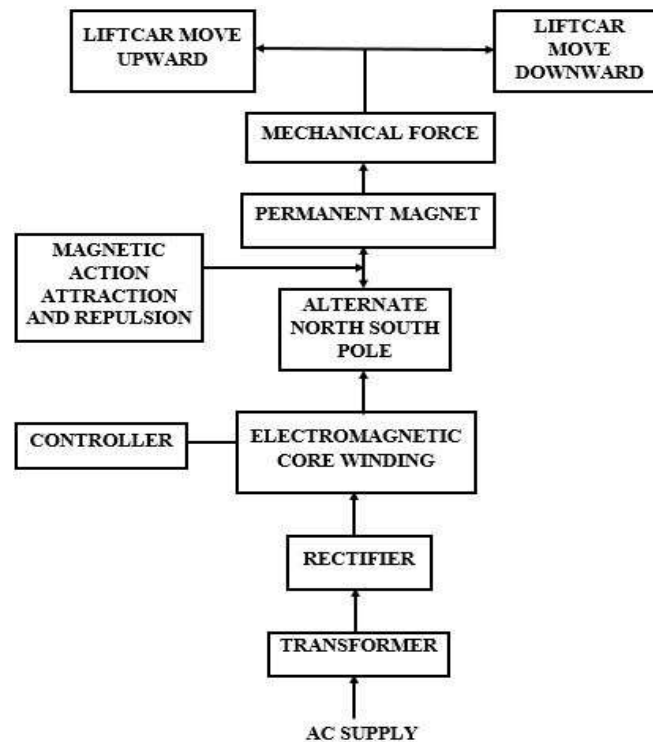 LIFTCAR MOVE
UPWARD
LIFTCAR
MOVE
DOWNWARD
MECHANICAL FORCE
PERMANENT MAGNET
MAGNETIC
ACTION
ATTRACTION
AND REPULSION
ALTERNATE
NORTH SOUTH
POLE
CONTROLLER
ELECTROMAGNETIC
CORE WINDING
RECTIFIER
TRANSFORMER
AC SUPPLY